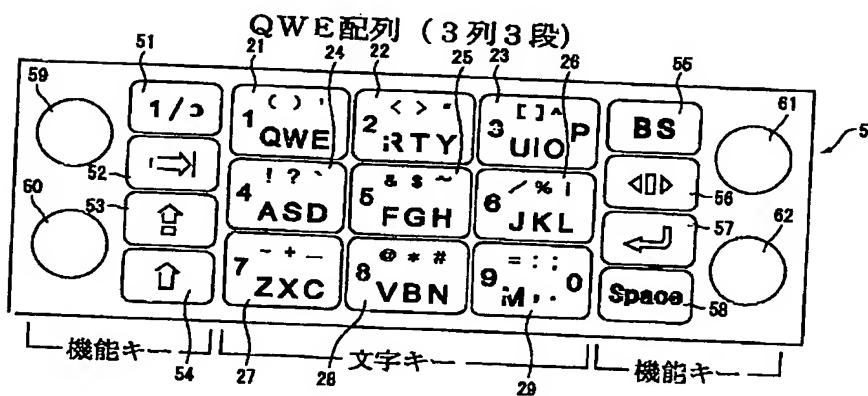 QWE配列(3列3段)
51 21 24 22 25 23 26 55
59 61 5
1/ɔ 1 ( ) ' QWE 2 < > " RTY 3 [ ] ^ UIO P BS
52 56
60 53 4 ! ? ` ASD 5 & $ ~ FGH 6 / % | JKL 57 62
7 - + _ ZXC 8 @ * # VBN 9 = : ; M , . 0 Space
58
54 27 28 29
機能キー 文字キー 機能キー